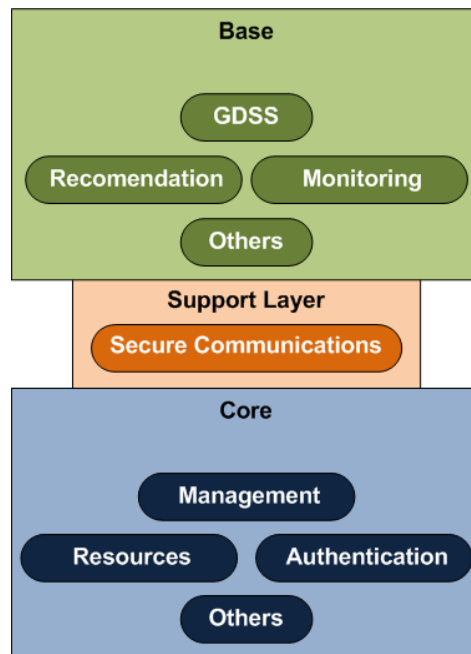 Base
GDSS
Recomendation
Monitoring
Others
Support Layer
Secure Communications
Core
Management
Resources
Authentication
Others